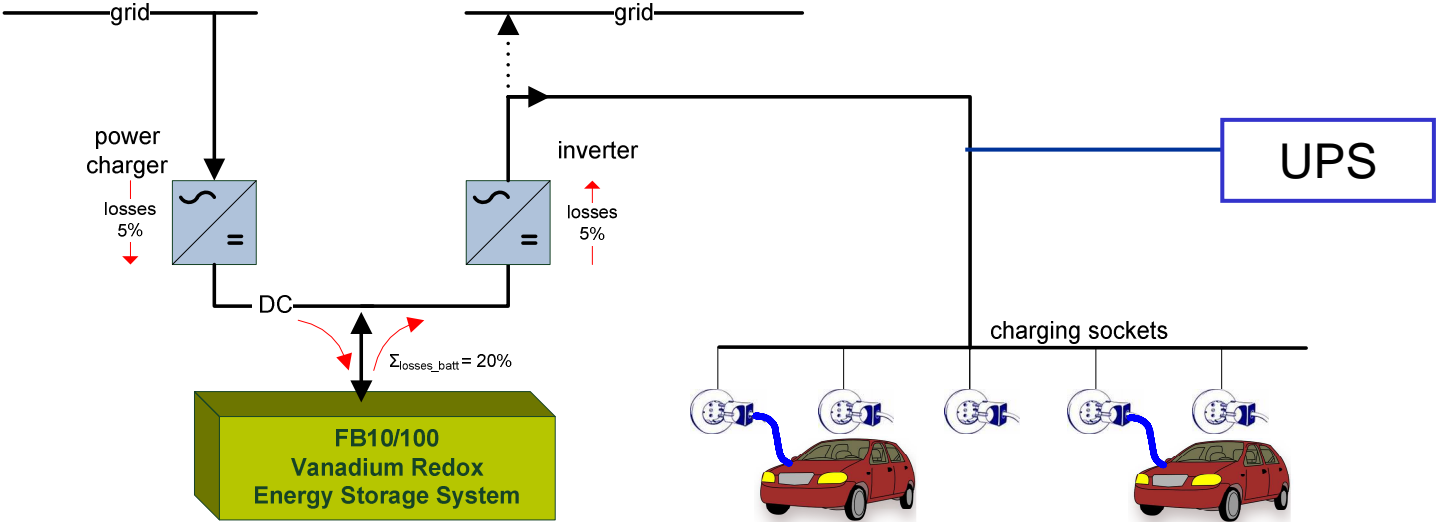 grid
grid
power
charger
losses
5%
inverter
losses
5%
UPS
DC
Σlosses_batt = 20%
charging sockets
FB10/100
Vanadium Redox
Energy Storage System